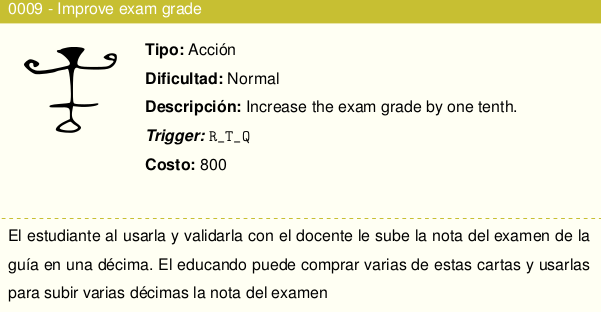 0009 - Improve exam grade
Tipo: Acción
Dificultad: Normal
Descripción: Increase the exam grade by one tenth.
Trigger: R_T_Q
Costo: 800
El estudiante al usarla y validarla con el docente le sube la nota del examen de la
guía en una décima. El educando puede comprar varias de estas cartas y usarlas
para subir varias décimas la nota del examen